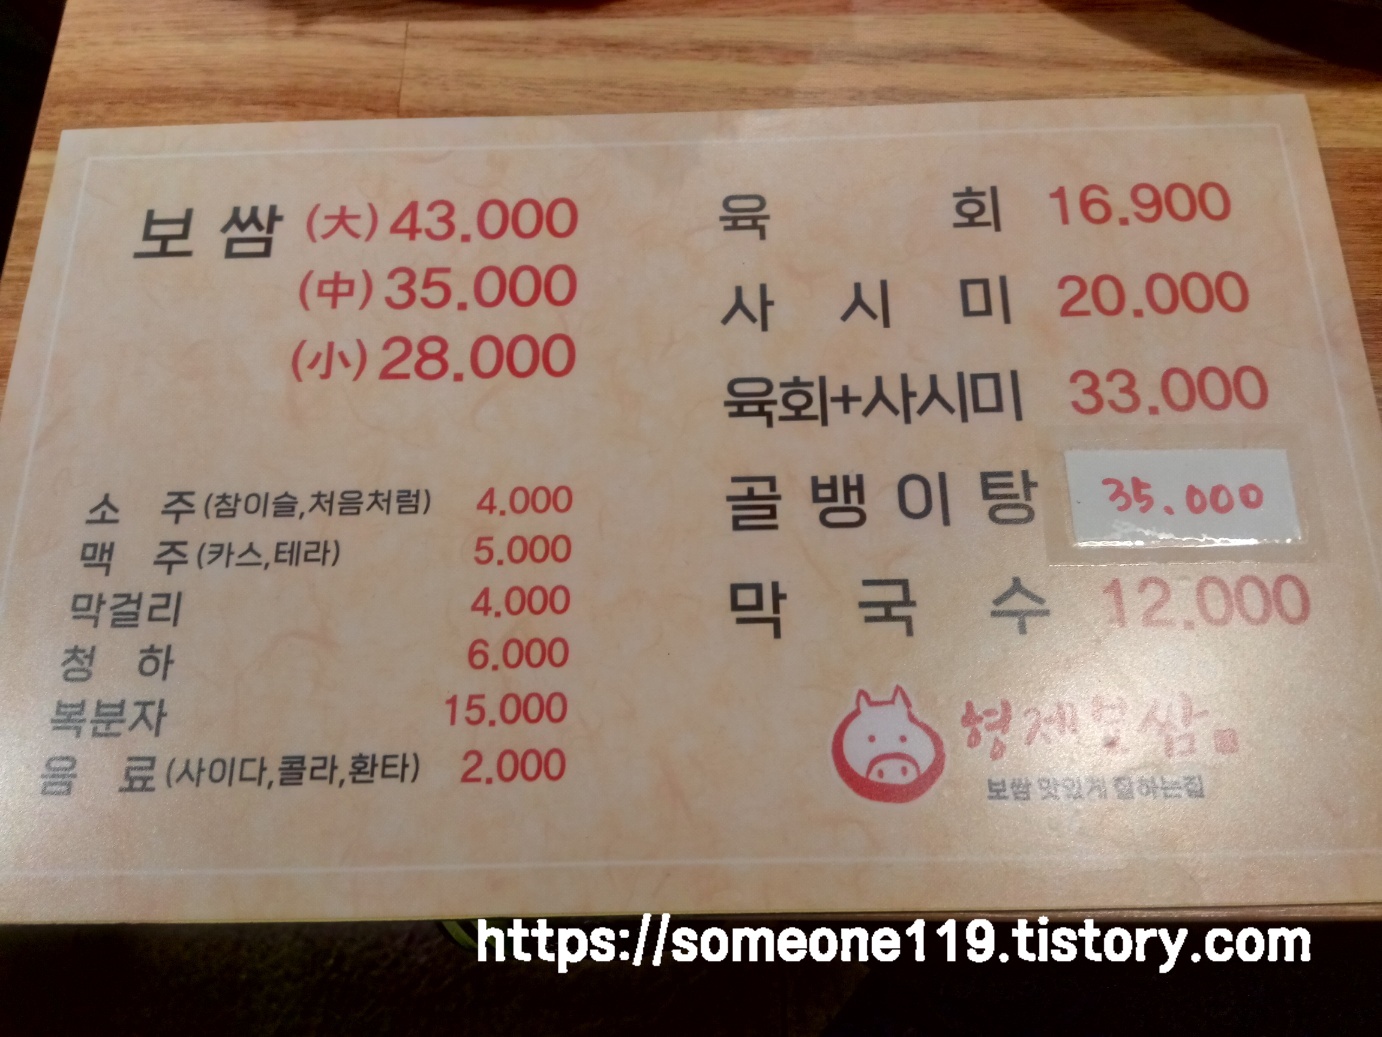 보쌈 (大) 43.000
(中) 35.000
(小) 28.000
소 주 (참이슬,처음처럼) 4.000
맥 주 (카스,테라) 5.000
막걸리 4.000
청 하 6.000
복분자 15.000
음 료 (사이다,콜라,환타) 2.000
육 회 16.900
사 시 미 20.000
육회+사시미 33.000
골 뱅 이 탕 35.000
막 국 수 12.000
형제보쌈
보쌈 맛있게 잘하는집
https://someone119.tistory.com